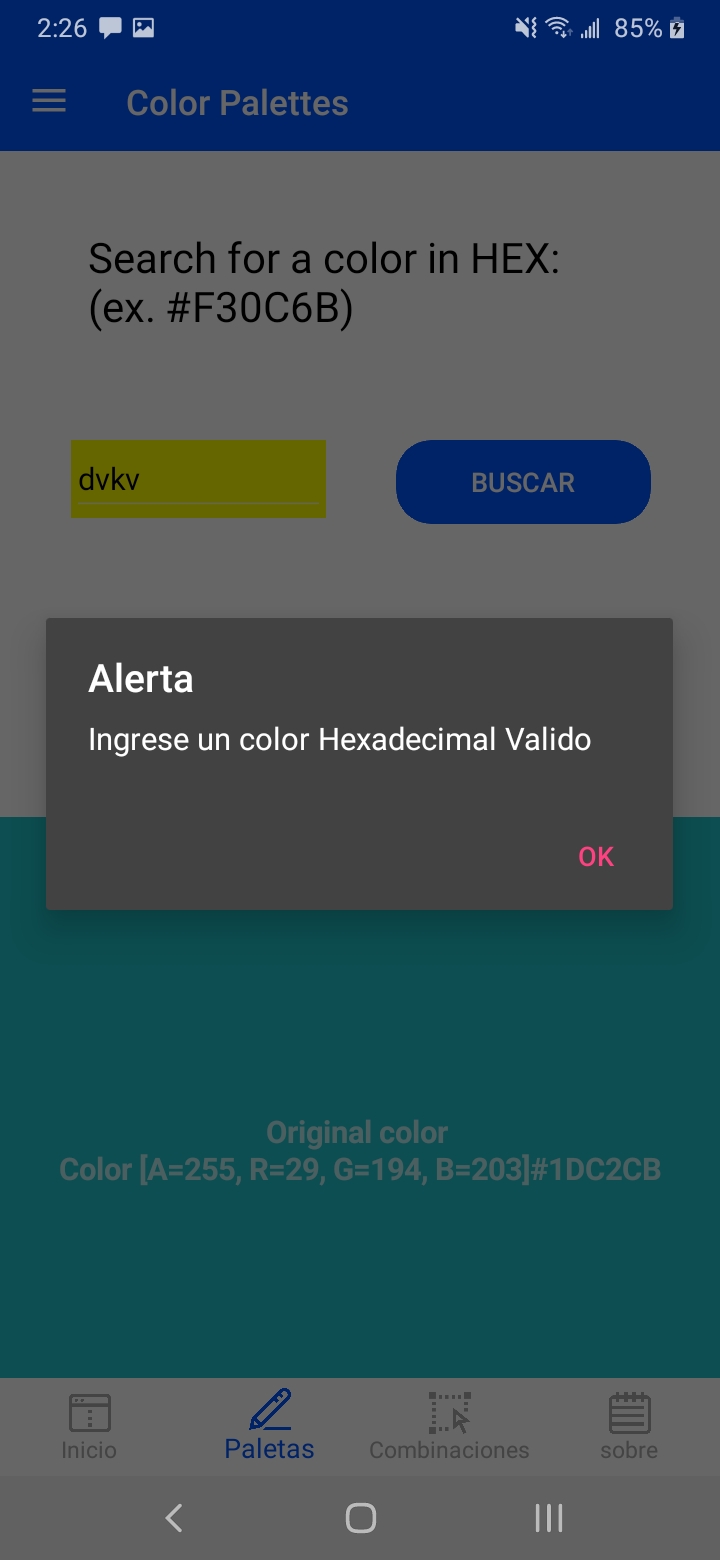 2:26 85%
Color Palettes
Search for a color in HEX:
(ex. #F30C6B)
dvkv BUSCAR
Alerta
Ingrese un color Hexadecimal Valido
OK
Original color
Color [A=255, R=29, G=194, B=203]#1DC2CB
Inicio Paletas Combinaciones sobre